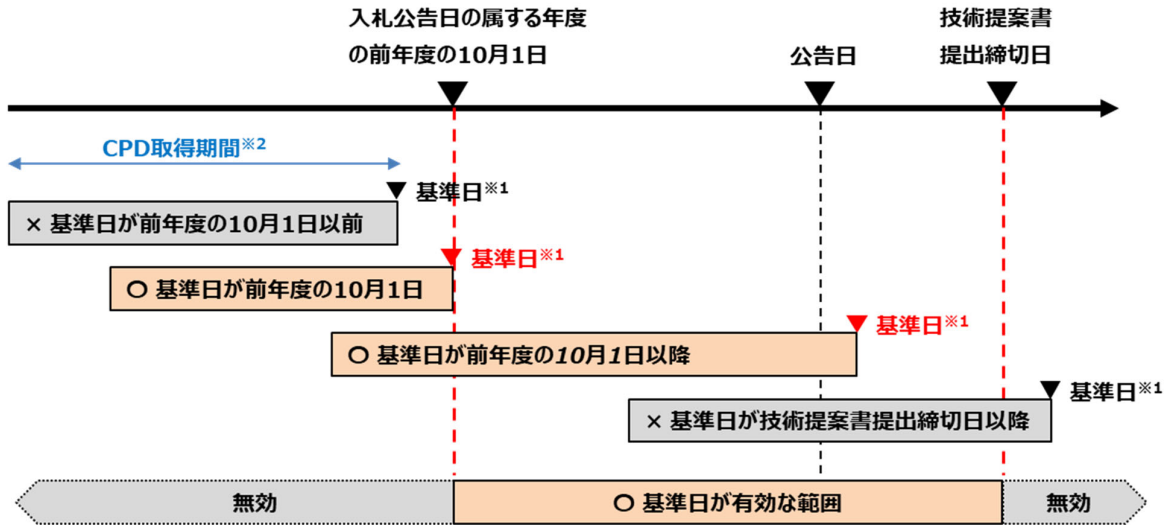 入札公告日の属する年度
の前年度の10月1日
公告日
技術提案書
提出締切日
CPD取得期間※2
基準日※1
× 基準日が前年度の10月1日以前
基準日※1
〇 基準日が前年度の10月1日
基準日※1
〇 基準日が前年度の10月1日以降
基準日※1
× 基準日が技術提案書提出締切日以降
無効
〇 基準日が有効な範囲
無効